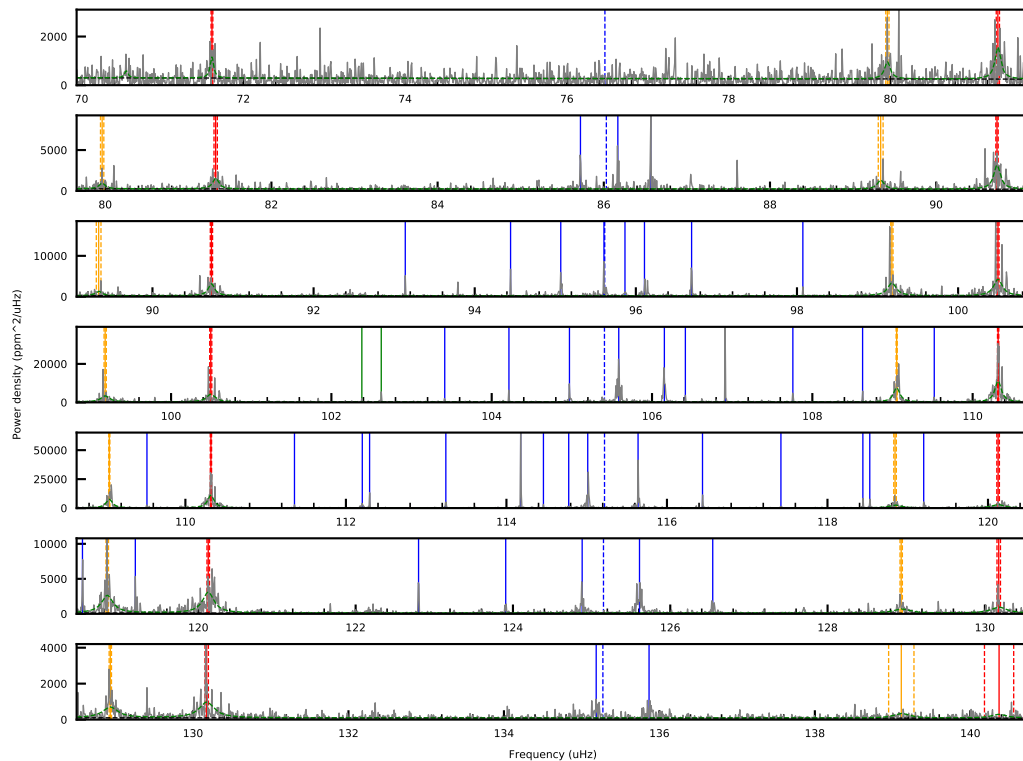 2000
0
70 72 74 76 78 80
5000
0
80 82 84 86 88 90
10000
0
90 92 94 96 98 100
Power density (ppm^2/uHz)
20000
0
100 102 104 106 108 110
50000
25000
0
110 112 114 116 118 120
10000
5000
0
120 122 124 126 128 130
4000
2000
0
130 132 134 136 138 140
Frequency (uHz)